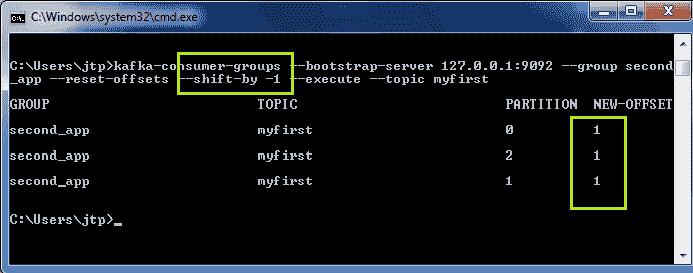 C:\Windows\system32\cmd.exe
C:\Users\jtp>kafka-consumer-groups --bootstrap-server 127.0.0.1:9092 --group second
_app --reset-offsets --shift-by -1 --execute --topic myfirst
GROUP TOPIC PARTITION NEW-OFFSET
second_app myfirst 0 1
second_app myfirst 2 1
second_app myfirst 1 1
C:\Users\jtp>_